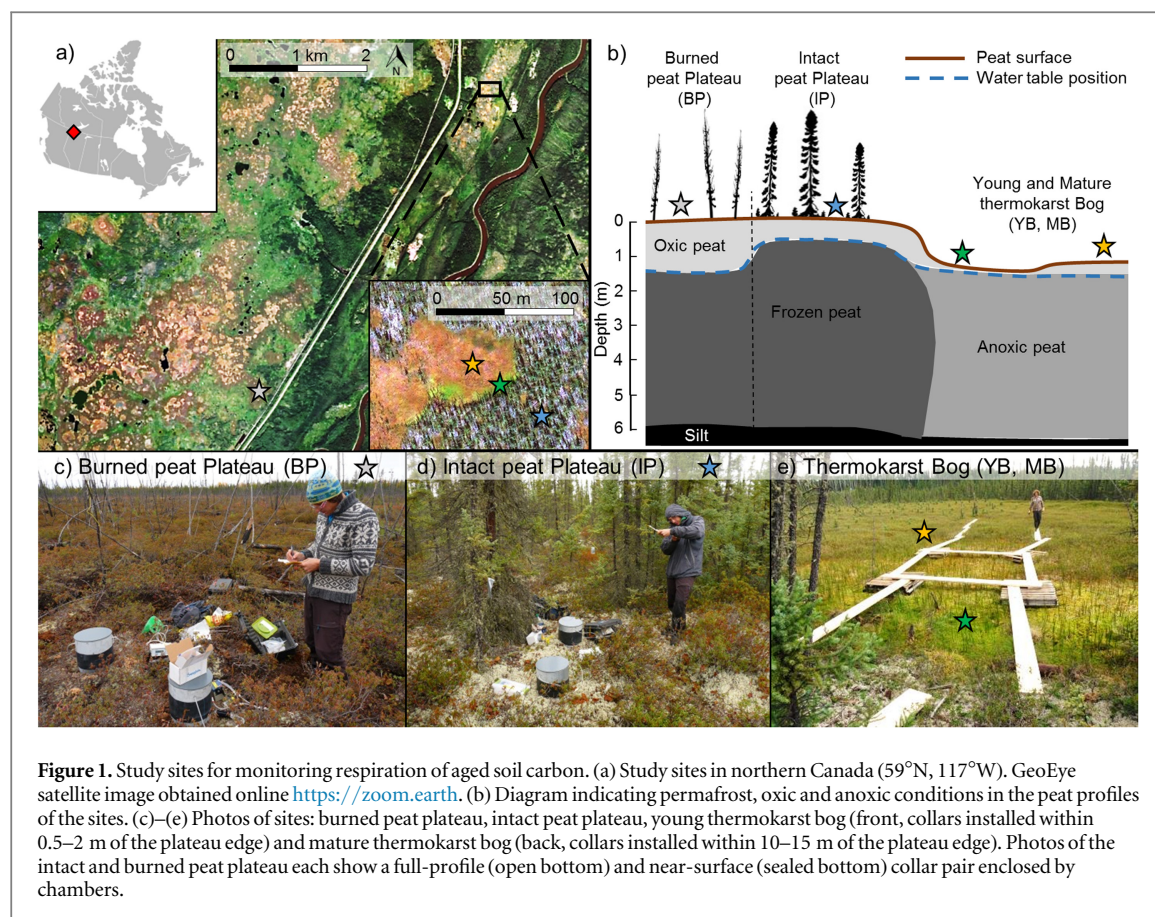 a)
0 1 km 2
N
0 50 m 100
b)
Burned
peat Plateau
(BP)
Intact
peat Plateau
(IP)
Peat surface
Water table position
Young and Mature
thermokarst Bog
(YB, MB)
Depth (m)
0
1
2
3
4
5
6
Oxic peat
Frozen peat
Anoxic peat
Silt
c) Burned peat Plateau (BP)
d) Intact peat Plateau (IP)
e) Thermokarst Bog (YB, MB)
Figure 1. Study sites for monitoring respiration of aged soil carbon. (a) Study sites in northern Canada (59°N, 117°W). GeoEye
satellite image obtained online https://zoom.earth. (b) Diagram indicating permafrost, oxic and anoxic conditions in the peat profiles
of the sites. (c)–(e) Photos of sites: burned peat plateau, intact peat plateau, young thermokarst bog (front, collars installed within
0.5–2 m of the plateau edge) and mature thermokarst bog (back, collars installed within 10–15 m of the plateau edge). Photos of the
intact and burned peat plateau each show a full-profile (open bottom) and near-surface (sealed bottom) collar pair enclosed by
chambers.